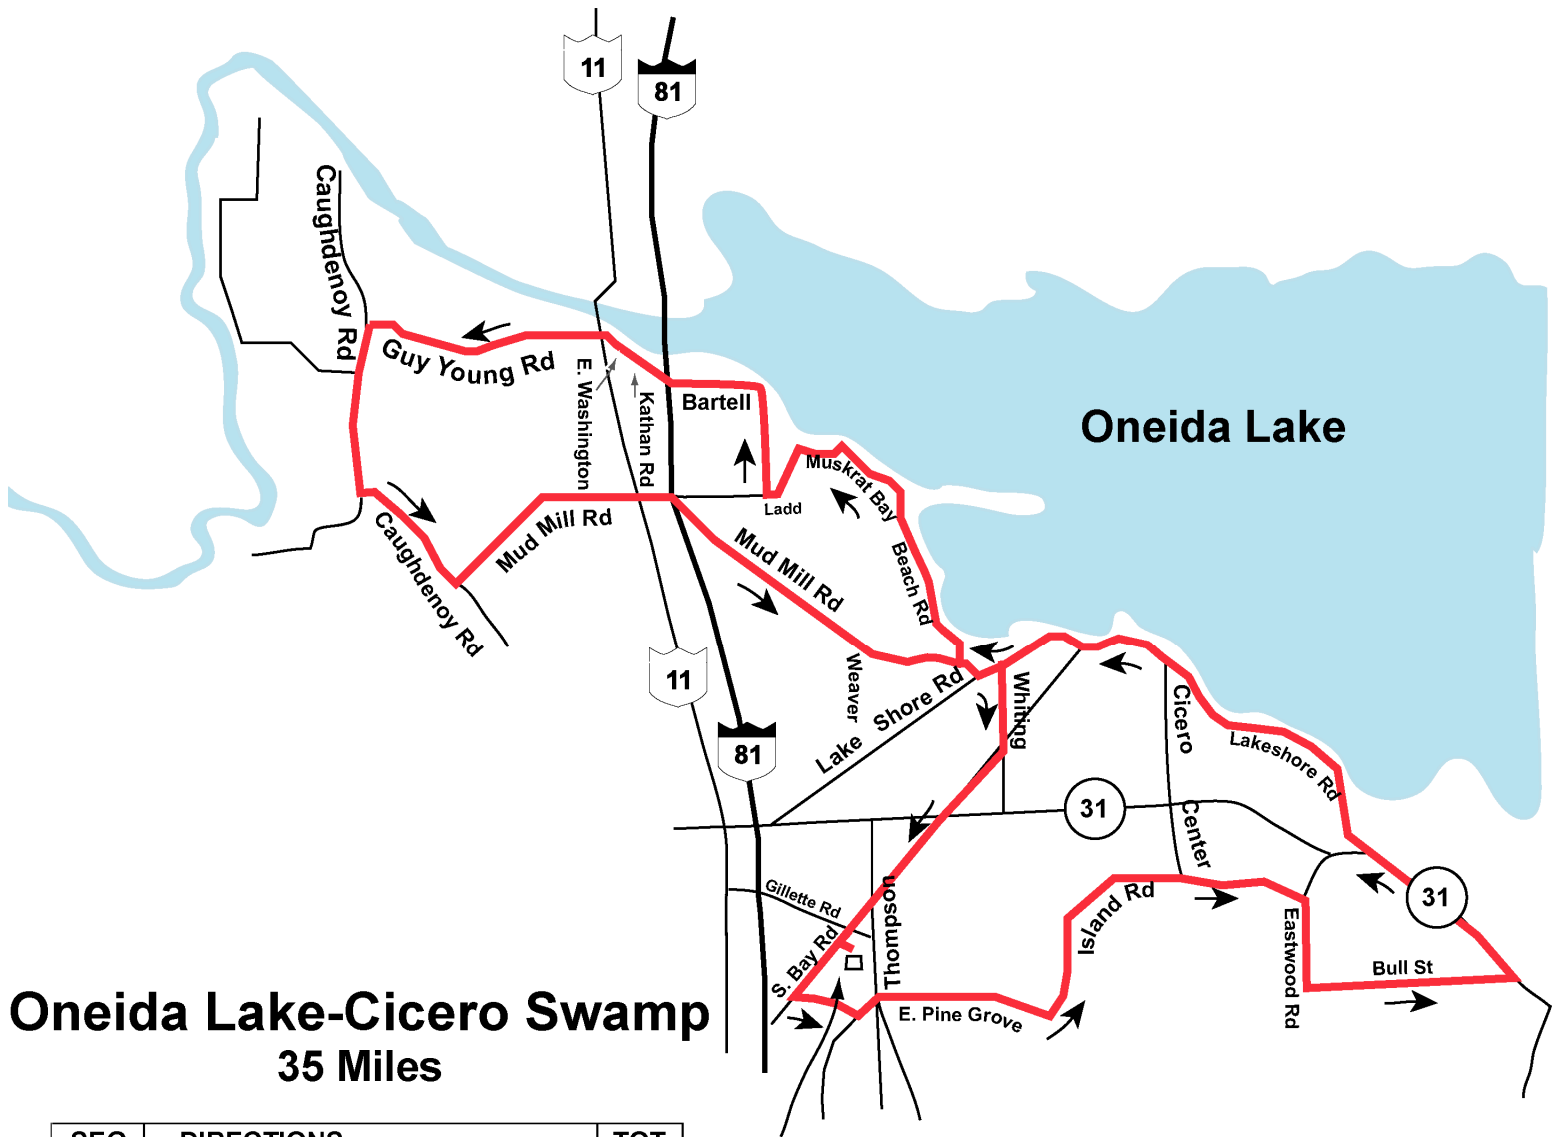 11
81
Caughdenoy Rd
Guy Young Rd
E. Washington
Kathan Rd
Bartell
Oneida Lake
Muskrat Bay
Ladd
Caughdenoy Rd
Mud Mill Rd
Mud Mill Rd
Beach Rd
11
81
Weaver
Lake Shore Rd
Whiting
Cicero
Center
Lakeshore Rd
31
Gillette Rd
Thompson
Island Rd
31
S. Bay Rd
E. Pine Grove
Eastwood Rd
Bull St
Oneida Lake-Cicero Swamp
35 Miles
SEG DIRECTIONS TOT